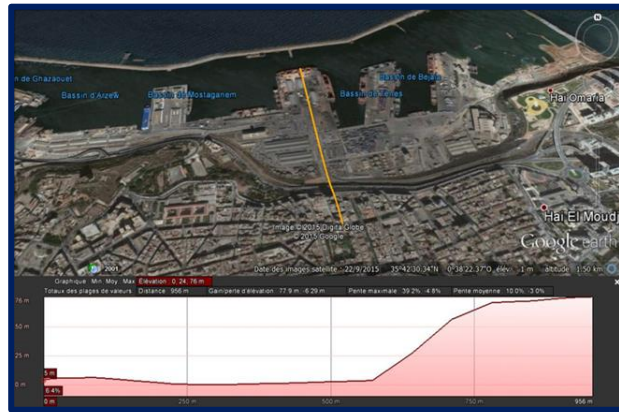 N
n de Ghazaouet
Bassin d'Arzew
Bassin de Mostaganem
Bassin de Bejaia
Bassin de Tenes
Hai Omaria
Hai El Moudj
Image © 2015 DigitalGlobe
© 2015 Google
Google earth
2001
Date des images satellite : 22/9/2015 35°42'30.34"N 0°38'22.37"O élév. -1 m altitude 1.50 km
Graphique Min Moy Max Élévation 0, 24, 76 m
Totaux des plages de valeurs Distance: 956 m Gain/perte d'élévation: 77.9 m -6.29 m Pente maximale: 39.2% -4.6% Pente moyenne: 10.0% -3.0%
76 m
50 m
25 m
5 m
0 m
6.4%
0 m 250 m 500 m 750 m 956 m